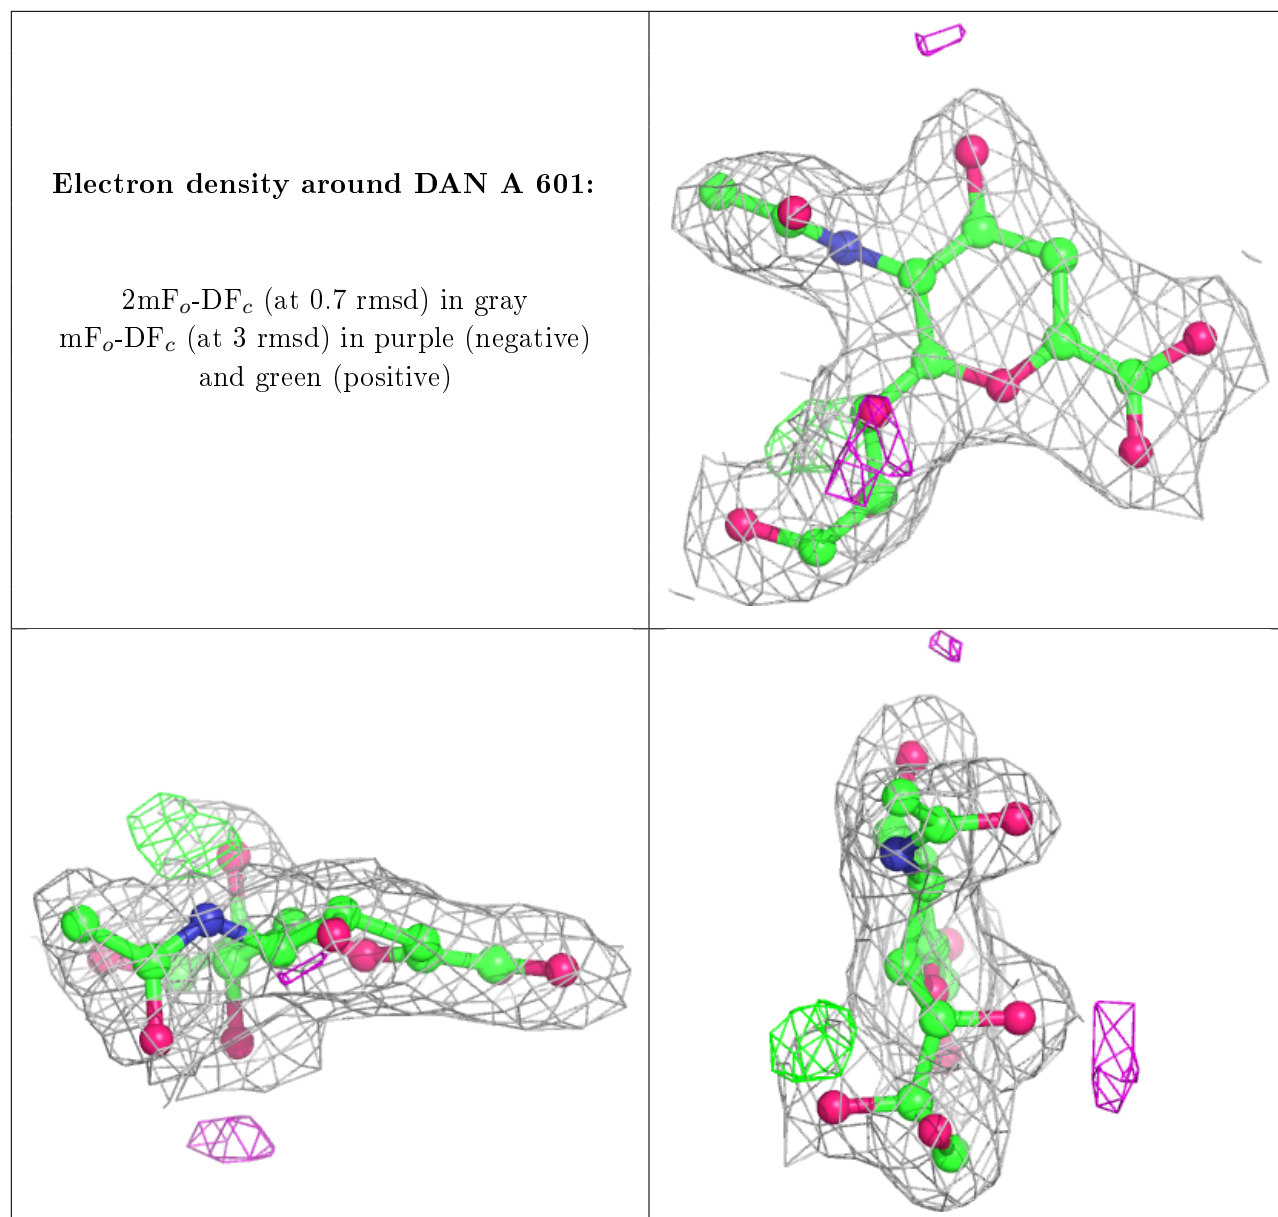 Electron density around DAN A 601:
2mFo-DFc (at 0.7 rmsd) in gray
mFo-DFc (at 3 rmsd) in purple (negative)
and green (positive)